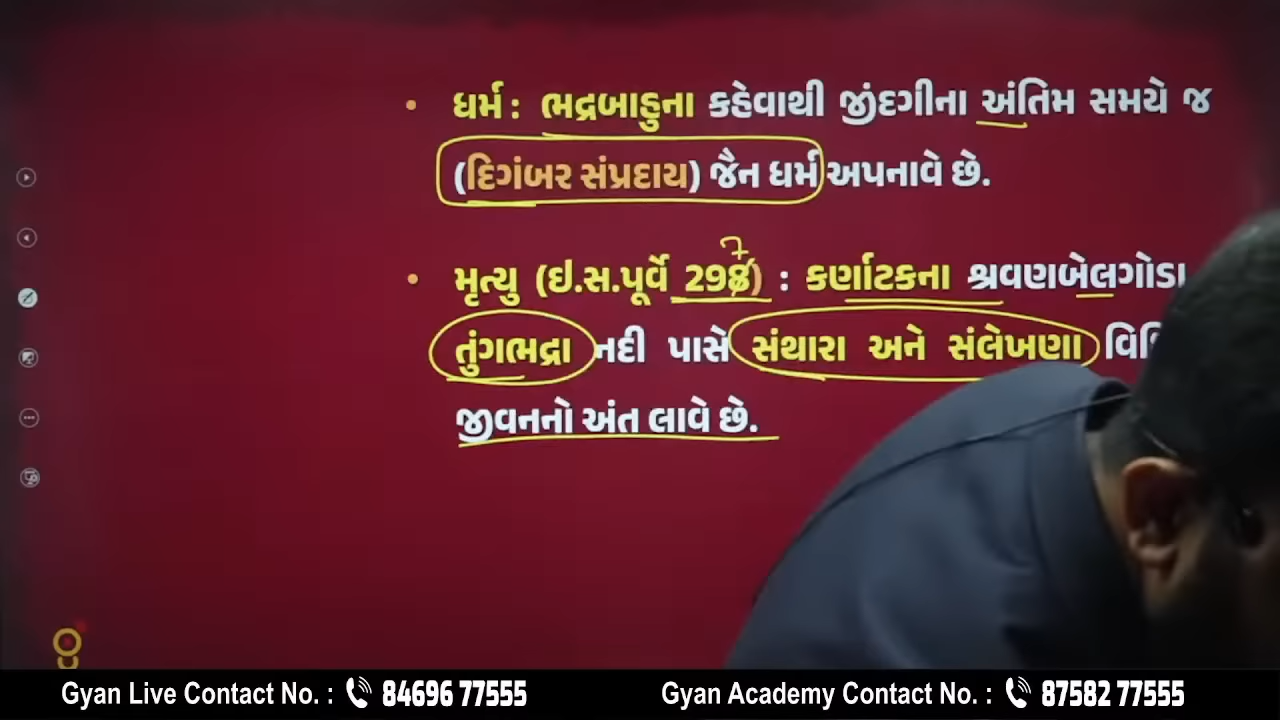 • ધર્મ : ભદ્રબાહુના કહેવાથી જીંદગીના અંતિમ સમયે જ
(દિગંબર સંપ્રદાય) જૈન ધર્મ અપનાવે છે.
7
• મૃત્યુ (ઇ.સ.પૂર્વે 298) : કર્ણાટકના શ્રવણબેલગોડા
તુંગભદ્રા નદી પાસે સંથારા અને સંલેખણા
જીવનનો અંત લાવે છે.
Gyan Live Contact No. : 84696 77555
Gyan Academy Contact No. : 87582 77555